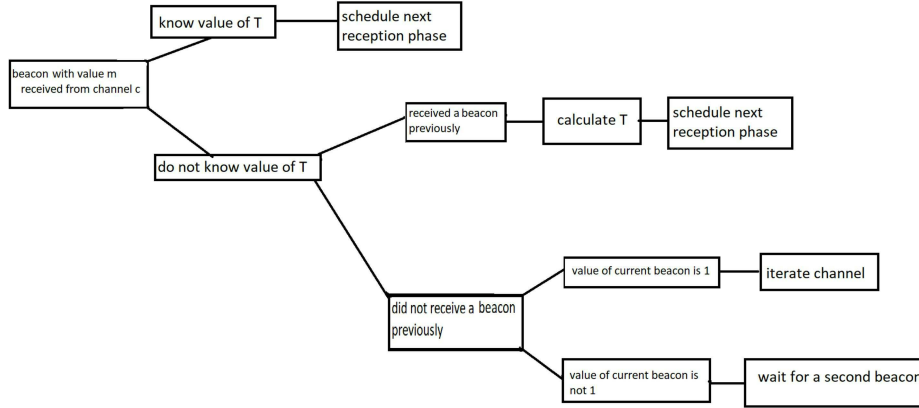 know value of T
schedule next
reception phase
beacon with value m
received from channel c
received a beacon
previously
calculate T
schedule next
reception phase
do not know value of T
value of current beacon is 1
iterate channel
did not receive a beacon
previously
value of current beacon is
not 1
wait for a second beacon